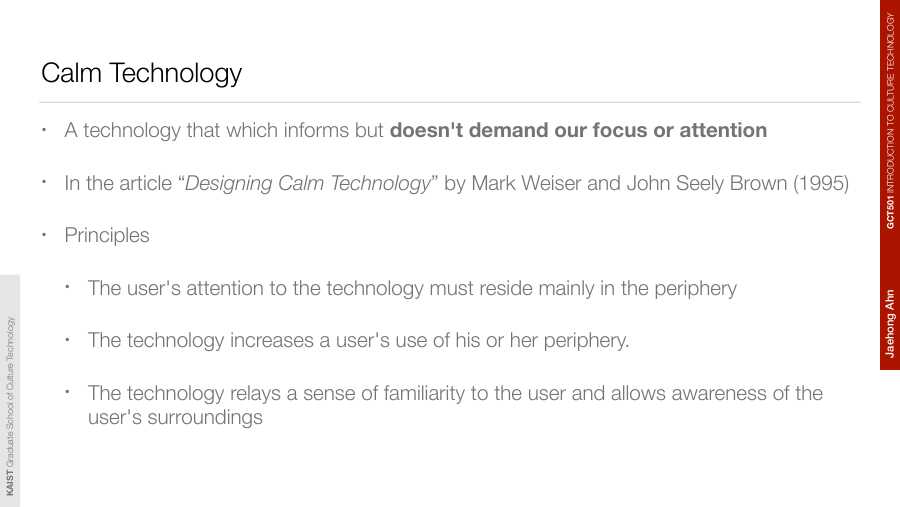 Calm Technology
• A technology that which informs but doesn't demand our focus or attention
• In the article “Designing Calm Technology” by Mark Weiser and John Seely Brown (1995)
• Principles
• The user's attention to the technology must reside mainly in the periphery
• The technology increases a user's use of his or her periphery.
• The technology relays a sense of familiarity to the user and allows awareness of the
user's surroundings
KAIST Graduate School of Culture Technology
GCT501 INTRODUCTION TO CULTURE TECHNOLOGY
Jaehong Ahn